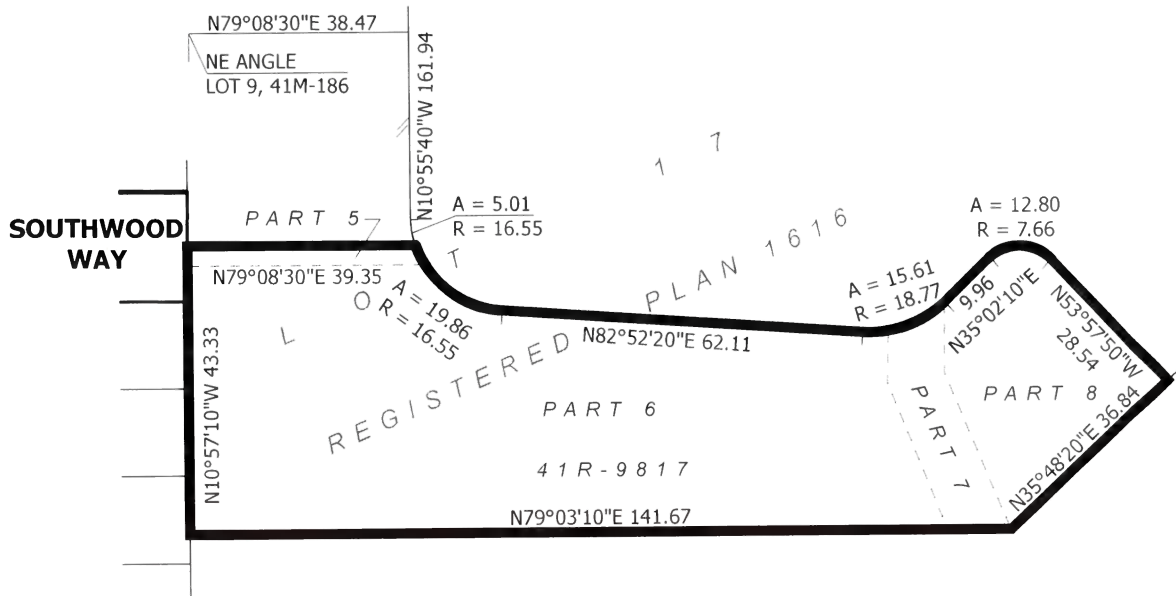 N79°08'30"E 38.47
NE ANGLE
LOT 9, 41M-186
N10°55'40"W 161.94
A = 5.01
R = 16.55
1 7
PART 5
SOUTHWOOD
WAY
N79°08'30"E 39.35
A = 19.86
R = 16.55
LOT
REGISTERED PLAN 1616
N82°52'20"E 62.11
A = 15.61
R = 18.77
9.96
N35°02'10"E
A = 12.80
R = 7.66
N53°57'50"W
28.54
N10°57'10"W 43.33
PART 6
41R-9817
PART 7
PART 8
N35°48'20"E 36.84
N79°03'10"E 141.67